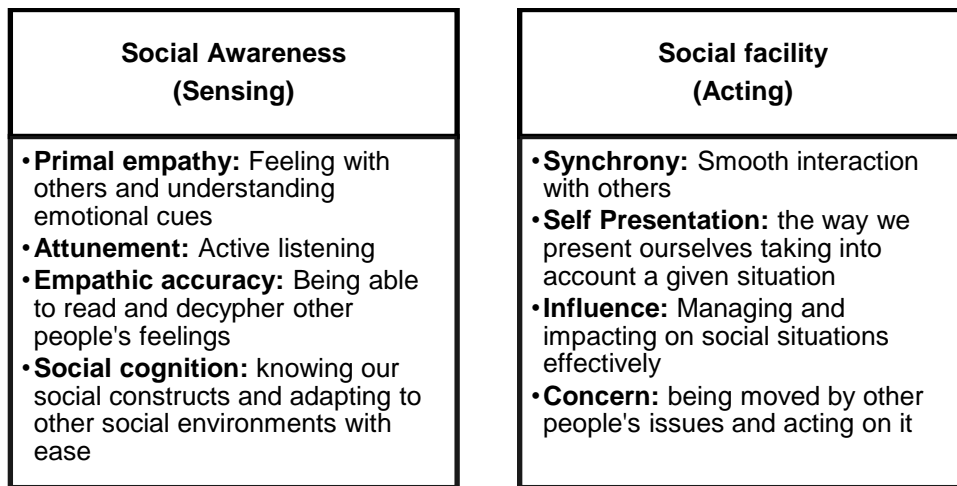 Social Awareness
(Sensing)
•Primal empathy: Feeling with
others and understanding
emotional cues
•Attunement: Active listening
•Empathic accuracy: Being able
to read and decypher other
people's feelings
•Social cognition: knowing our
social constructs and adapting to
other social environments with
ease
Social facility
(Acting)
•Synchrony: Smooth interaction
with others
•Self Presentation: the way we
present ourselves taking into
account a given situation
•Influence: Managing and
impacting on social situations
effectively
•Concern: being moved by other
people's issues and acting on it